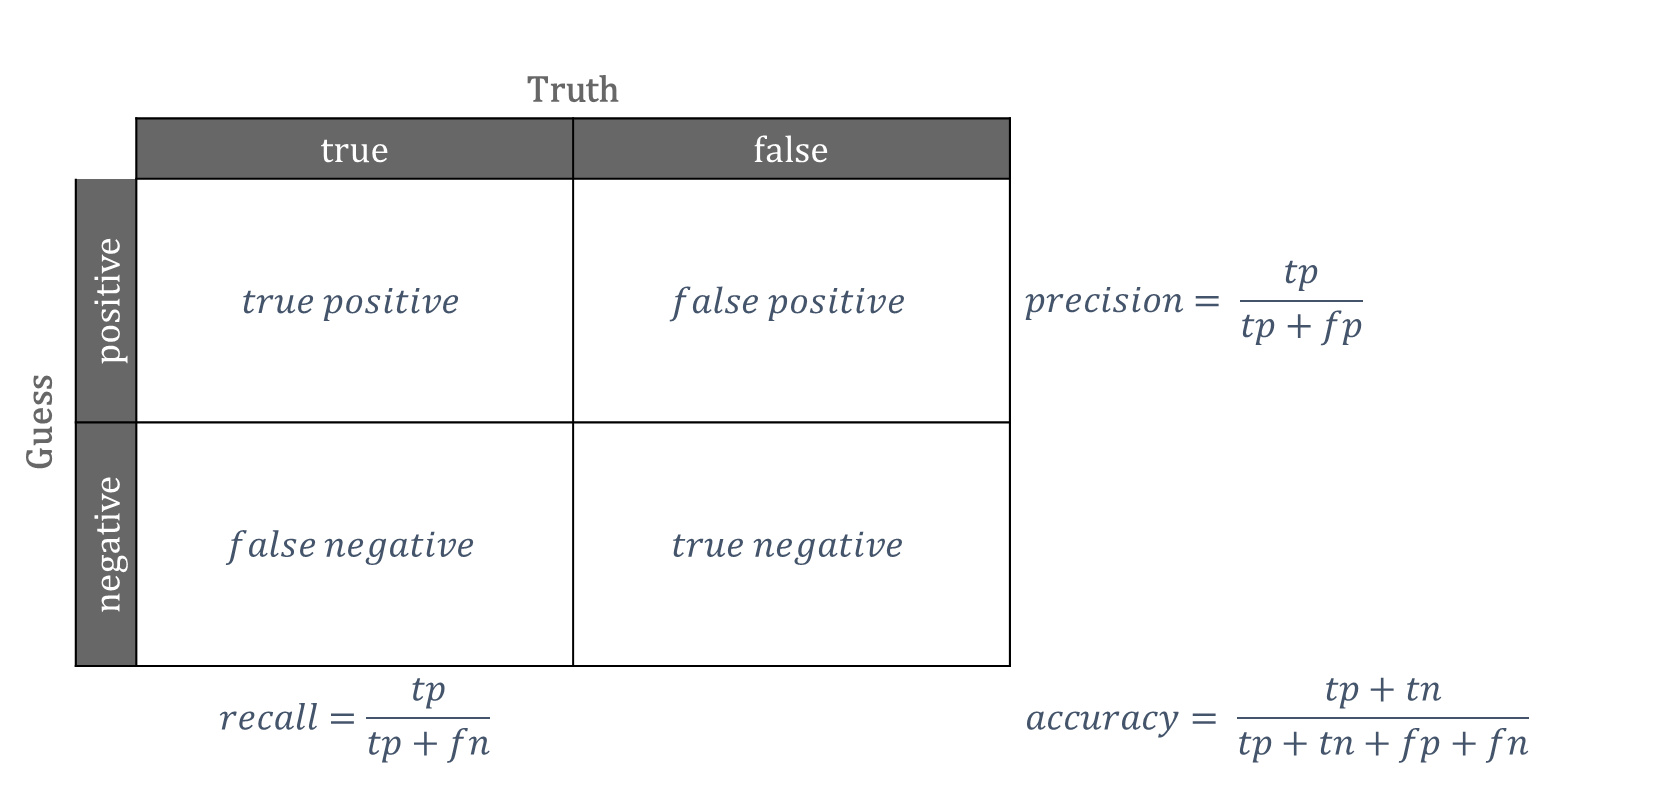 Truth
true false
Guess
positive
true positive false positive
precision = tp / tp + fp
negative
false negative true negative
recall = tp / tp + fn
accuracy = tp + tn / tp + tn + fp + fn